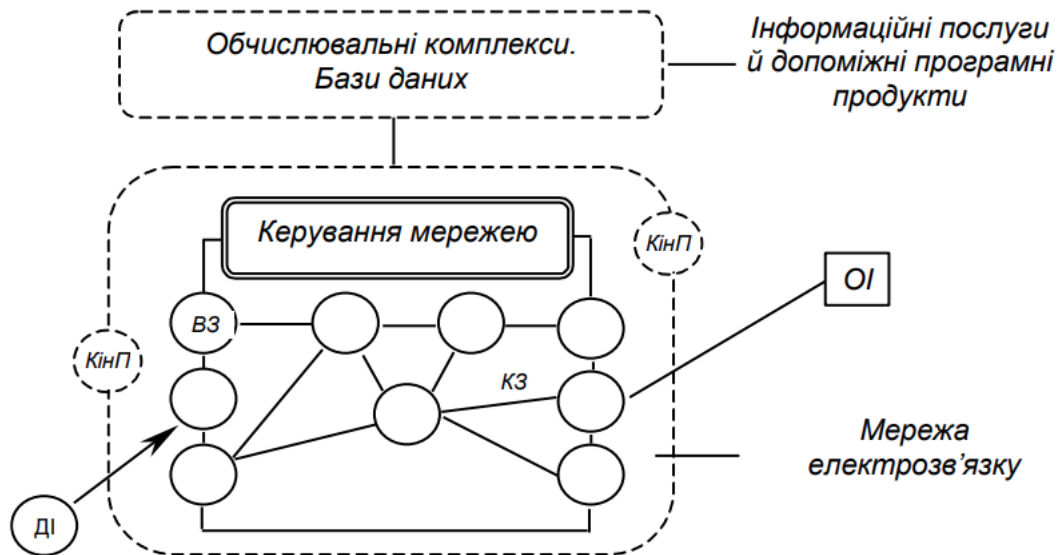 Обчислювальні комплекси.
Бази даних
Інформаційні послуги
й допоміжні програмні
продукти
Керування мережею
КінП
ОІ
ВЗ
КінП
КЗ
Мережа
електрозв’язку
ДІ